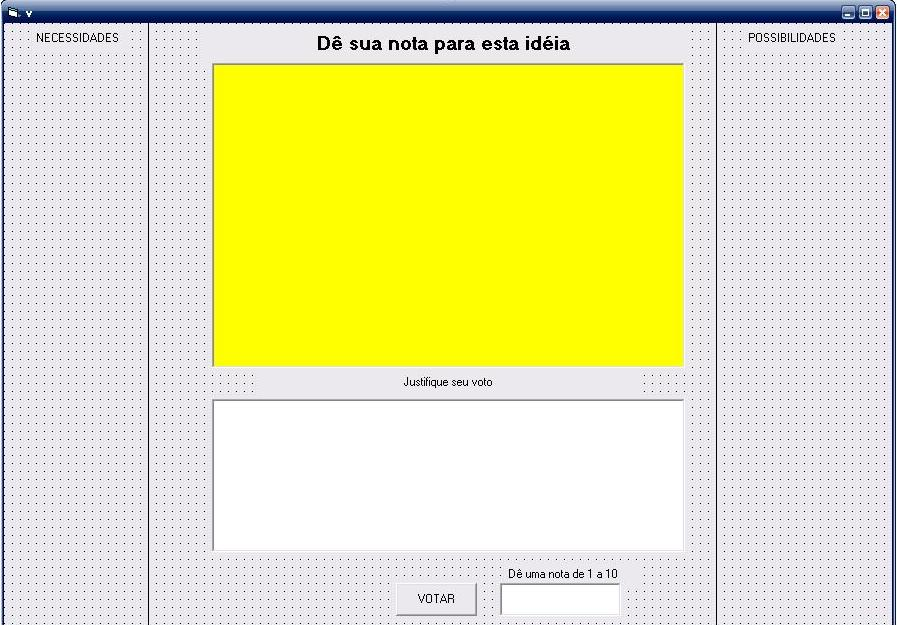 v
NECESSIDADES
Dê sua nota para esta idéia
POSSIBILIDADES
Justifique seu voto
Dê uma nota de 1 a 10
VOTAR